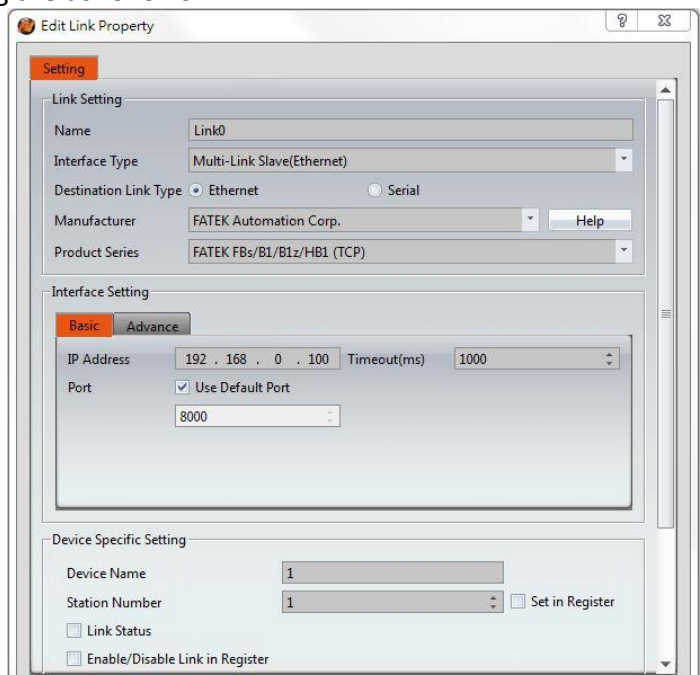 Edit Link Property
Setting
Link Setting
Name Link0
Interface Type Multi-Link Slave(Ethernet)
Destination Link Type Ethernet Serial
Manufacturer FATEK Automation Corp. Help
Product Series FATEK FBs/B1/B1z/HB1 (TCP)
Interface Setting
Basic Advance
IP Address 192 . 168 . 0 . 100 Timeout(ms) 1000
Port Use Default Port
8000
Device Specific Setting
Device Name 1
Station Number 1 Set in Register
Link Status
Enable/Disable Link in Register